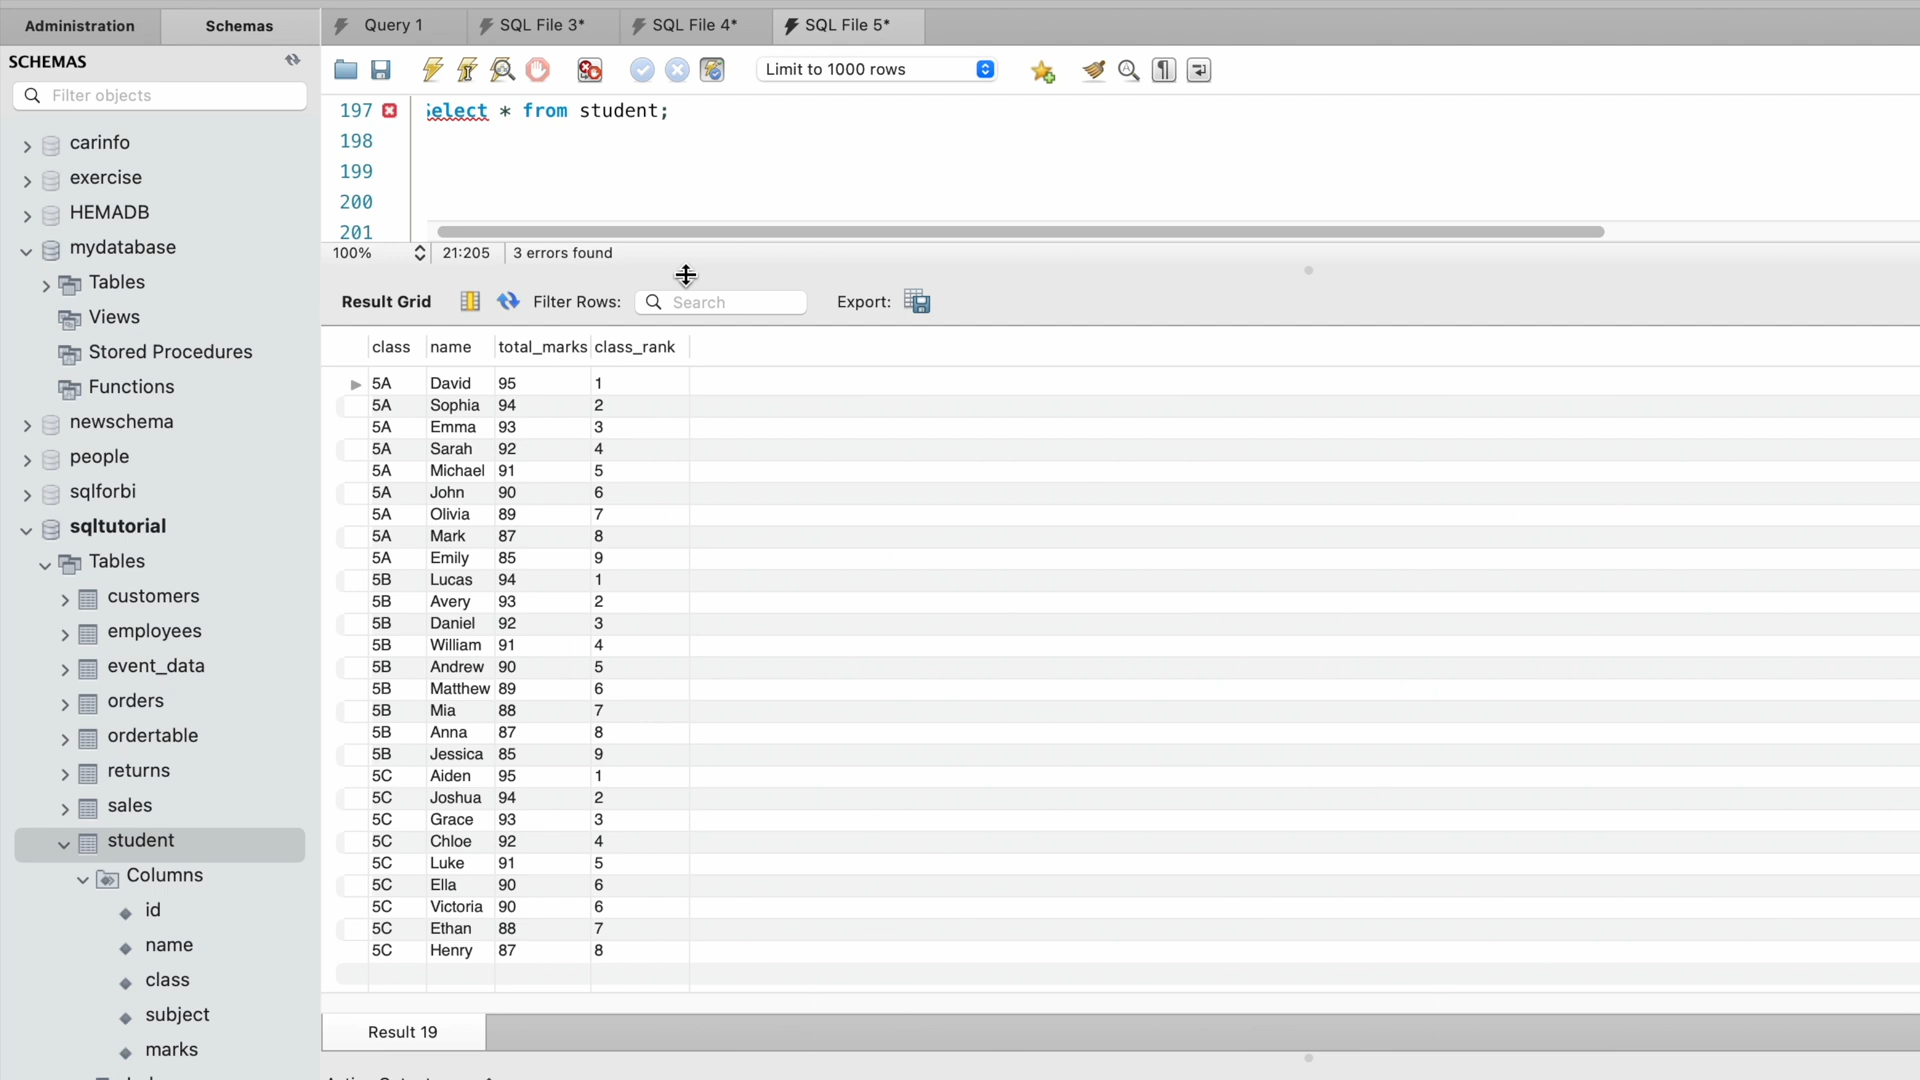 Administration
Schemas
Query 1
SQL File 3*
SQL File 4*
SQL File 5*
SCHEMAS
Filter objects
Limit to 1000 rows
carinfo
exercise
HEMADB
mydatabase
Tables
Views
Stored Procedures
Functions
newschema
people
sqlforbi
sqltutorial
Tables
customers
employees
event_data
orders
ordertable
returns
sales
student
Columns
id
name
class
subject
marks
197 select * from student;
198
199
200
201
100% 21:205 3 errors found
Result Grid Filter Rows: Search Export:
class name total_marks class_rank
5A David 95 1
5A Sophia 94 2
5A Emma 93 3
5A Sarah 92 4
5A Michael 91 5
5A John 90 6
5A Olivia 89 7
5A Mark 87 8
5A Emily 85 9
5B Lucas 94 1
5B Avery 93 2
5B Daniel 92 3
5B William 91 4
5B Andrew 90 5
5B Matthew 89 6
5B Mia 88 7
5B Anna 87 8
5B Jessica 85 9
5C Aiden 95 1
5C Joshua 94 2
5C Grace 93 3
5C Chloe 92 4
5C Luke 91 5
5C Ella 90 6
5C Victoria 90 6
5C Ethan 88 7
5C Henry 87 8
Result 19